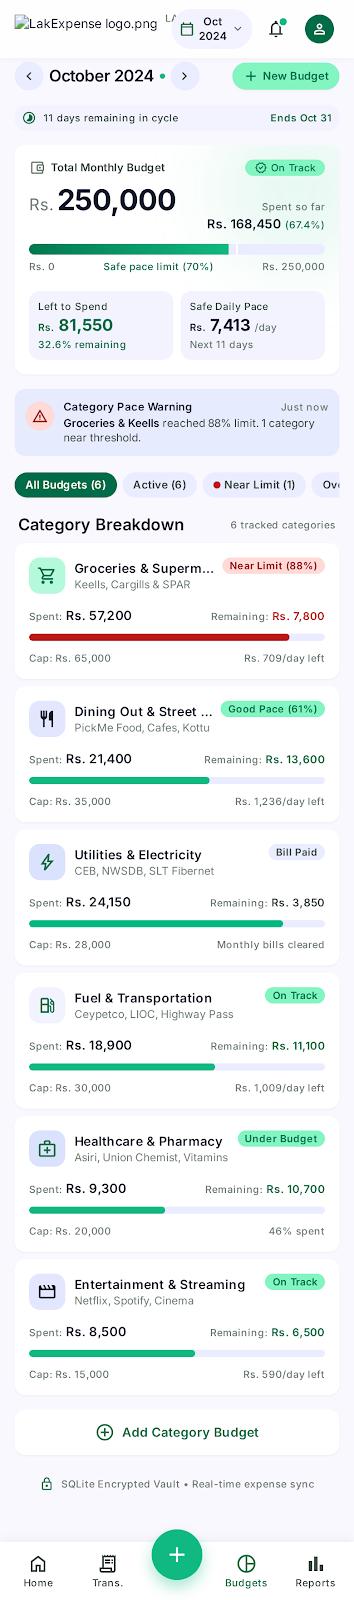 LakExpense logo.png
LA
Oct
2024
October 2024
New Budget
11 days remaining in cycle
Ends Oct 31
Total Monthly Budget
On Track
Rs. 250,000
Spent so far
Rs. 168,450 (67.4%)
Rs. 0
Safe pace limit (70%)
Rs. 250,000
Left to Spend
Rs. 81,550
32.6% remaining
Safe Daily Pace
Rs. 7,413 /day
Next 11 days
Category Pace Warning
Just now
Groceries & Keells reached 88% limit. 1 category
near threshold.
All Budgets (6)
Active (6)
Near Limit (1)
Ove
Category Breakdown
6 tracked categories
Groceries & Superm...
Near Limit (88%)
Keells, Cargills & SPAR
Spent: Rs. 57,200
Remaining: Rs. 7,800
Cap: Rs. 65,000
Rs. 709/day left
Dining Out & Street ...
Good Pace (61%)
PickMe Food, Cafes, Kottu
Spent: Rs. 21,400
Remaining: Rs. 13,600
Cap: Rs. 35,000
Rs. 1,236/day left
Utilities & Electricity
Bill Paid
CEB, NWSDB, SLT Fibernet
Spent: Rs. 24,150
Remaining: Rs. 3,850
Cap: Rs. 28,000
Monthly bills cleared
Fuel & Transportation
On Track
Ceypetco, LIOC, Highway Pass
Spent: Rs. 18,900
Remaining: Rs. 11,100
Cap: Rs. 30,000
Rs. 1,009/day left
Healthcare & Pharmacy
Under Budget
Asiri, Union Chemist, Vitamins
Spent: Rs. 9,300
Remaining: Rs. 10,700
Cap: Rs. 20,000
46% spent
Entertainment & Streaming
On Track
Netflix, Spotify, Cinema
Spent: Rs. 8,500
Remaining: Rs. 6,500
Cap: Rs. 15,000
Rs. 590/day left
Add Category Budget
SQLite Encrypted Vault • Real-time expense sync
Home
Trans.
Budgets
Reports